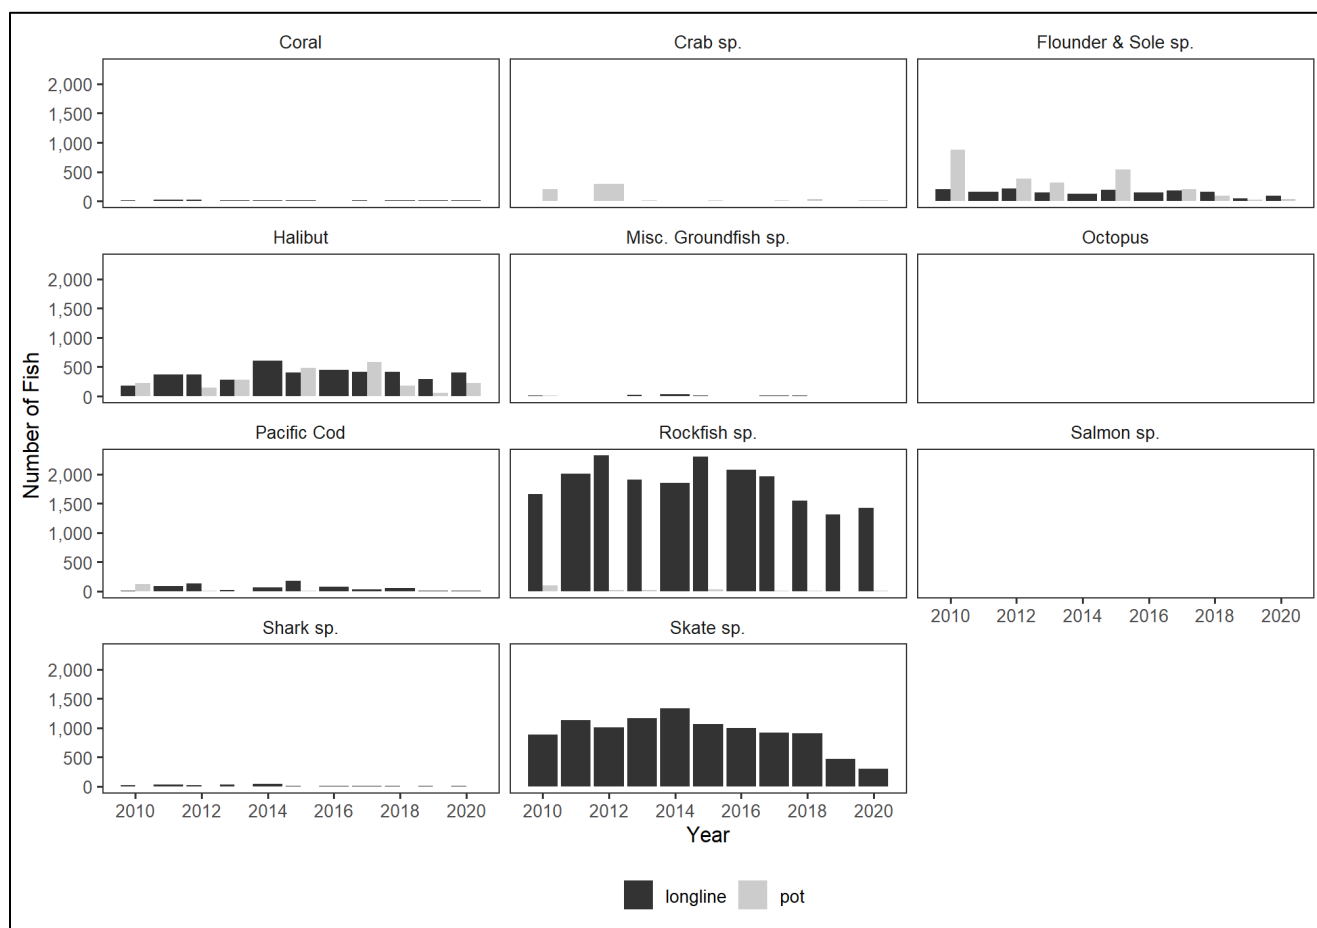 Coral Crab sp. Flounder & Sole sp.
2,000
1,500
1,000
500
0
Halibut Misc. Groundfish sp. Octopus
2,000
1,500
1,000
500
0
Number of Fish
Pacific Cod Rockfish sp. Salmon sp.
2,000
1,500
1,000
500
0
2010 2012 2014 2016 2018 2020
Shark sp. Skate sp.
2,000
1,500
1,000
500
0
2010 2012 2014 2016 2018 2020 2010 2012 2014 2016 2018 2020
Year
longline pot